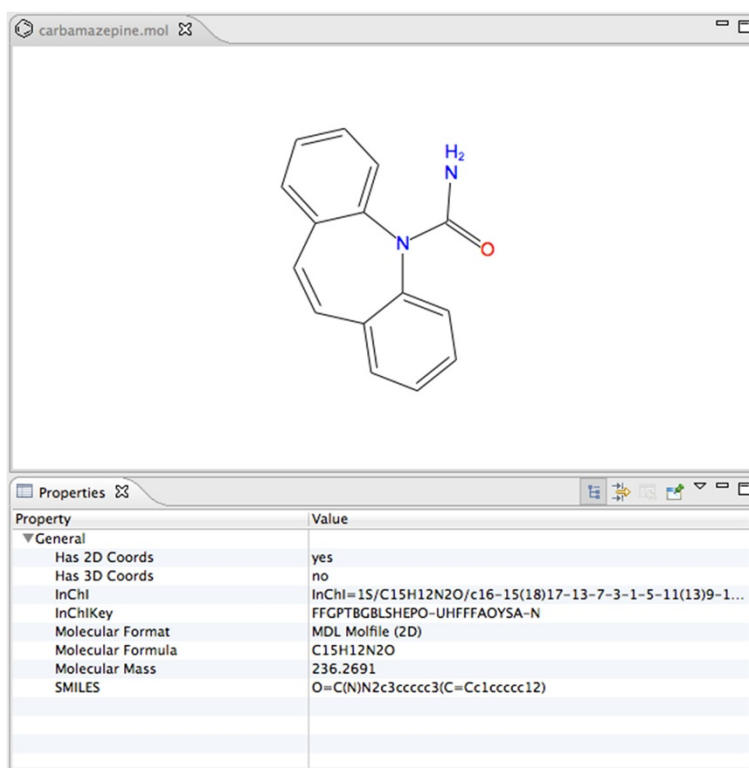 carbamazepine.mol
H2
N
N
O
Properties
Property Value
General
Has 2D Coords yes
Has 3D Coords no
InChI InChI=1S/C15H12N2O/c16-15(18)17-13-7-3-1-5-11(13)9-1...
InChIKey FFGPTBGBLSHEPO-UHFFFAOYSA-N
Molecular Format MDL Molfile (2D)
Molecular Formula C15H12N2O
Molecular Mass 236.2691
SMILES O=C(N)N2c3ccccc3(C=Cc1ccccc12)